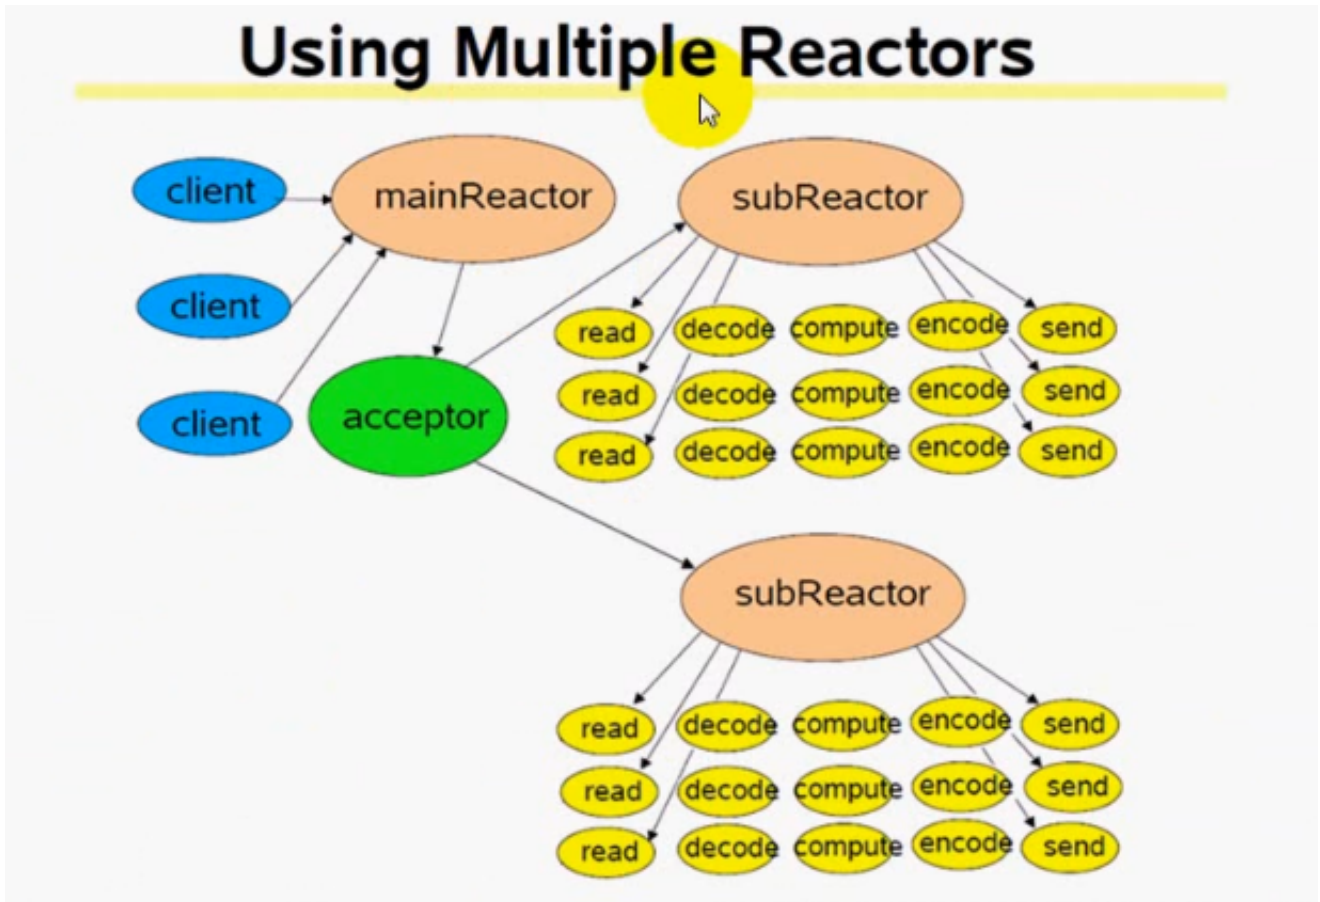 Using Multiple Reactors
client
mainReactor
subReactor
client
client
acceptor
read decode compute encode send
read decode compute encode send
read decode compute encode send
subReactor
read decode compute encode send
read decode compute encode send
read decode compute encode send